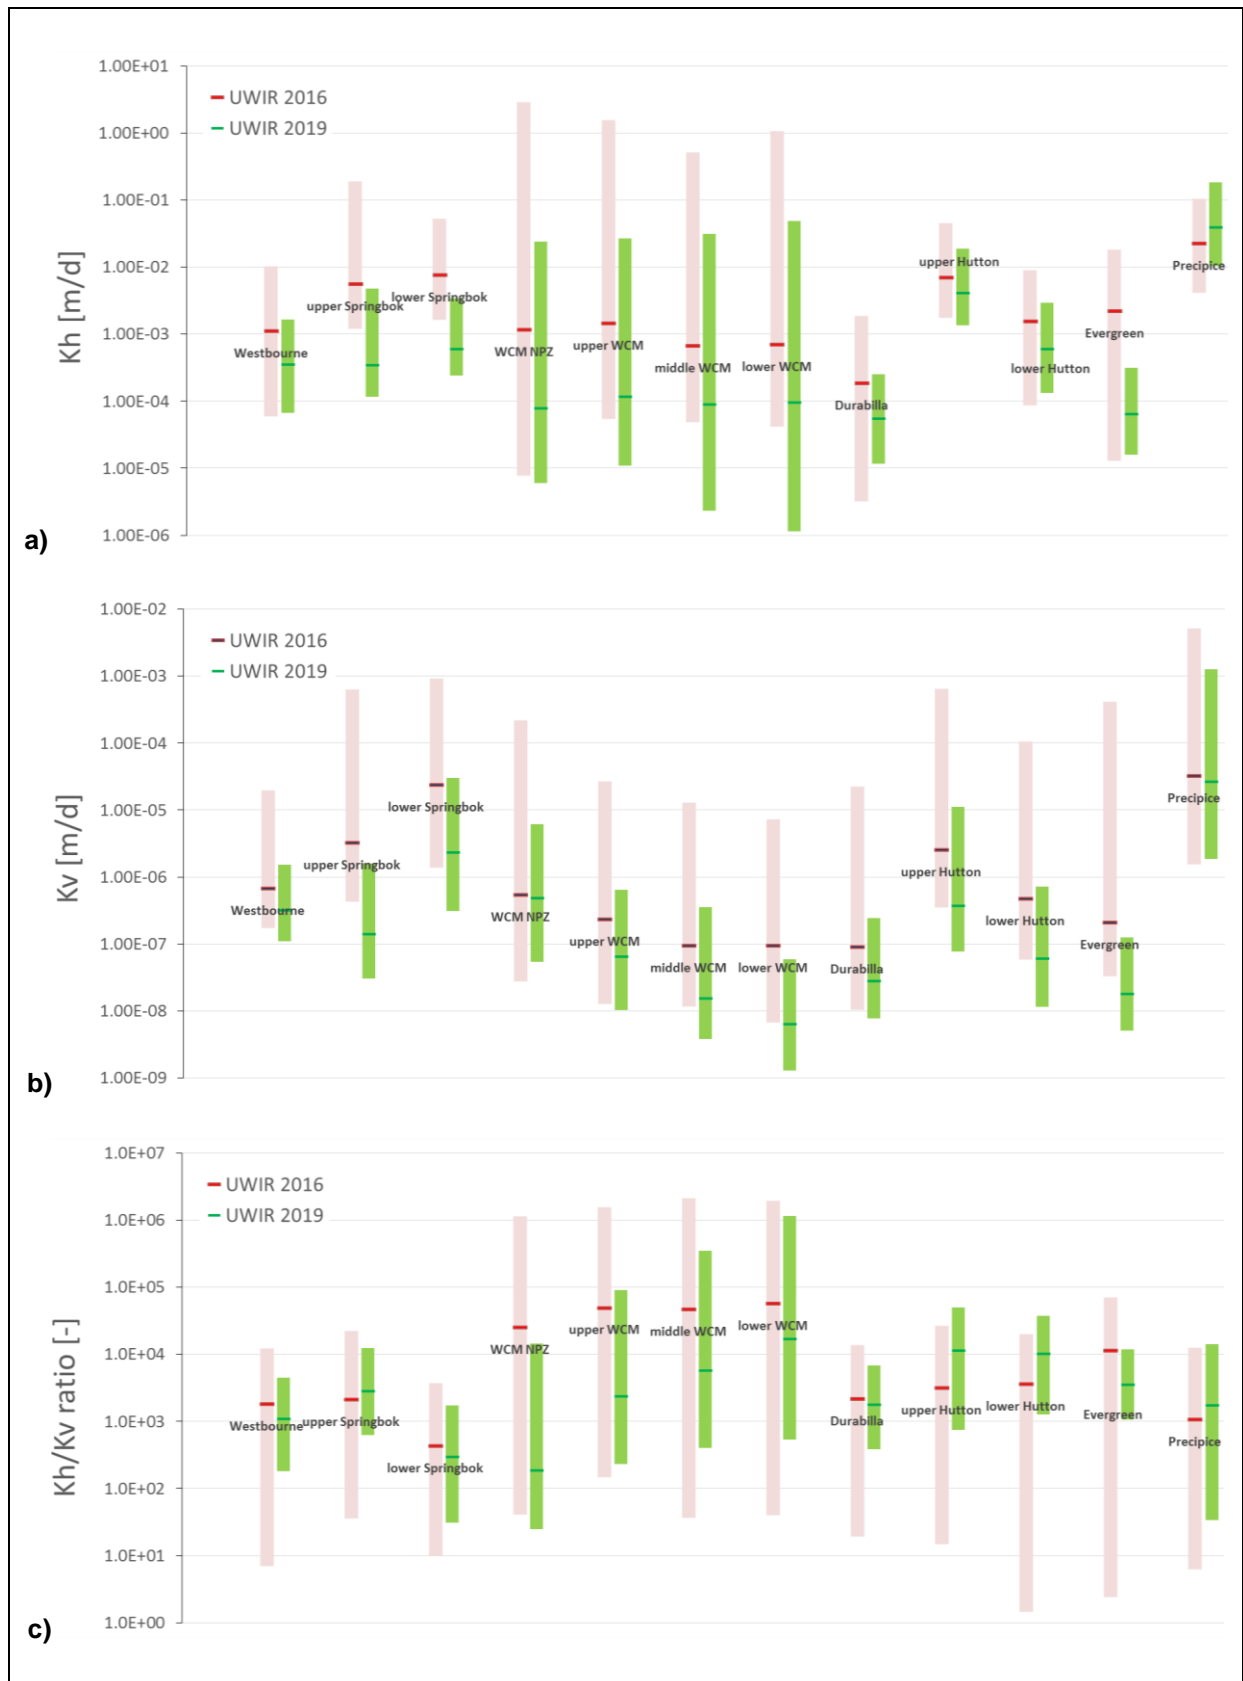 1.00E+01
UWIR 2016
UWIR 2019
1.00E+00
1.00E-01
1.00E-02
1.00E-03
1.00E-04
1.00E-05
1.00E-06
Kh [m/d]
Westbourne
upper Springbok
lower Springbok
WCM NPZ
upper WCM
middle WCM
lower WCM
Durabilla
upper Hutton
lower Hutton
Evergreen
Precipice
a)
1.00E-02
UWIR 2016
UWIR 2019
1.00E-03
1.00E-04
1.00E-05
1.00E-06
1.00E-07
1.00E-08
1.00E-09
Kv [m/d]
Westbourne
upper Springbok
lower Springbok
WCM NPZ
upper WCM
middle WCM
lower WCM
Durabilla
upper Hutton
lower Hutton
Evergreen
Precipice
b)
1.0E+07
UWIR 2016
UWIR 2019
1.0E+06
1.0E+05
1.0E+04
1.0E+03
1.0E+02
1.0E+01
1.0E+00
Kh/Kv ratio [-]
Westbourne
upper Springbok
lower Springbok
WCM NPZ
upper WCM
middle WCM
lower WCM
Durabilla
upper Hutton
lower Hutton
Evergreen
Precipice
c)